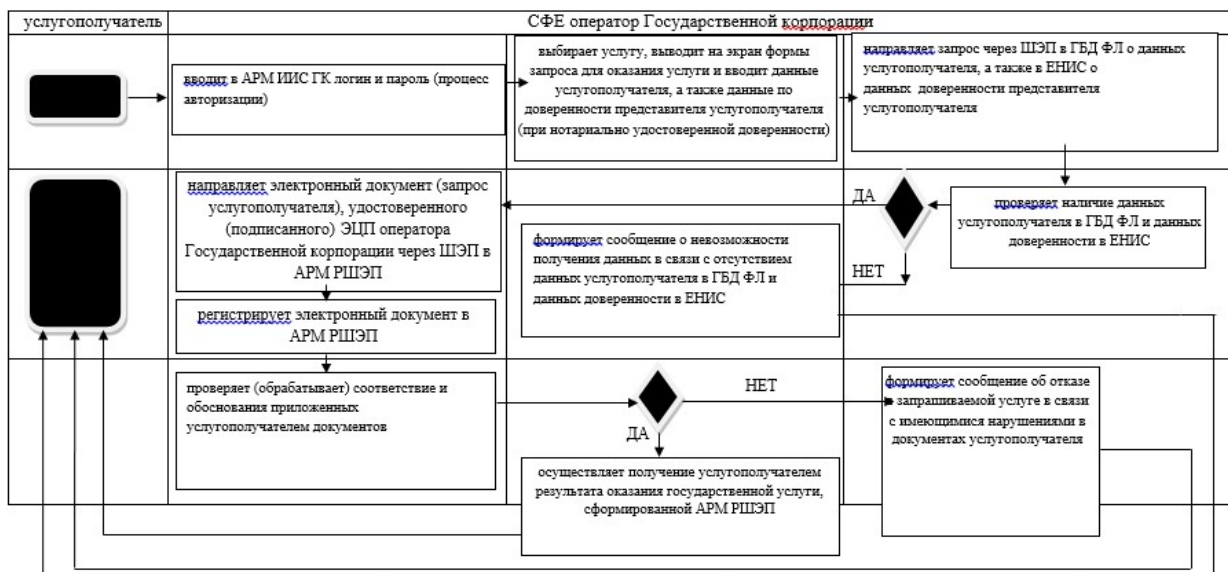 услугополучатель
СФЕ оператор Государственной корпорации
вводит в АРМ ИИС ГК логин и пароль (процесс
авторизации)
выбирает услугу, выводит на экран формы
запроса для оказания услуги и вводит данные
услугополучателя, а также данные по
доверенности представителя услугополучателя
(при нотариально удостоверенной доверенности)
направляет запрос через ШЭП в ГБД ФЛ о данных
услугополучателя, а также в ЕНИС о
данных доверенности представителя
услугополучателя
направляет электронный документ (запрос
услугополучателя), удостоверенного
(подписанного) ЭЦП оператора
Государственной корпорации через ШЭП в
АРМ РШЭП
ДА
проверяет наличие данных
услугополучателя в ГБД ФЛ и данных
доверенности в ЕНИС
формирует сообщение о невозможности
получения данных в связи с отсутствием
данных услугополучателя в ГБД ФЛ и
данных доверенности в ЕНИС
НЕТ
регистрирует электронный документ в
АРМ РШЭП
проверяет (обрабатывает) соответствие и
обоснования приложенных
услугополучателем документов
НЕТ
ДА
формирует сообщение об отказе
запрашиваемой услуге в связи
с имеющимися нарушениями в
документах услугополучателя
осуществляет получение услугополучателем
результата оказания государственной услуги,
сформированной АРМ РШЭП